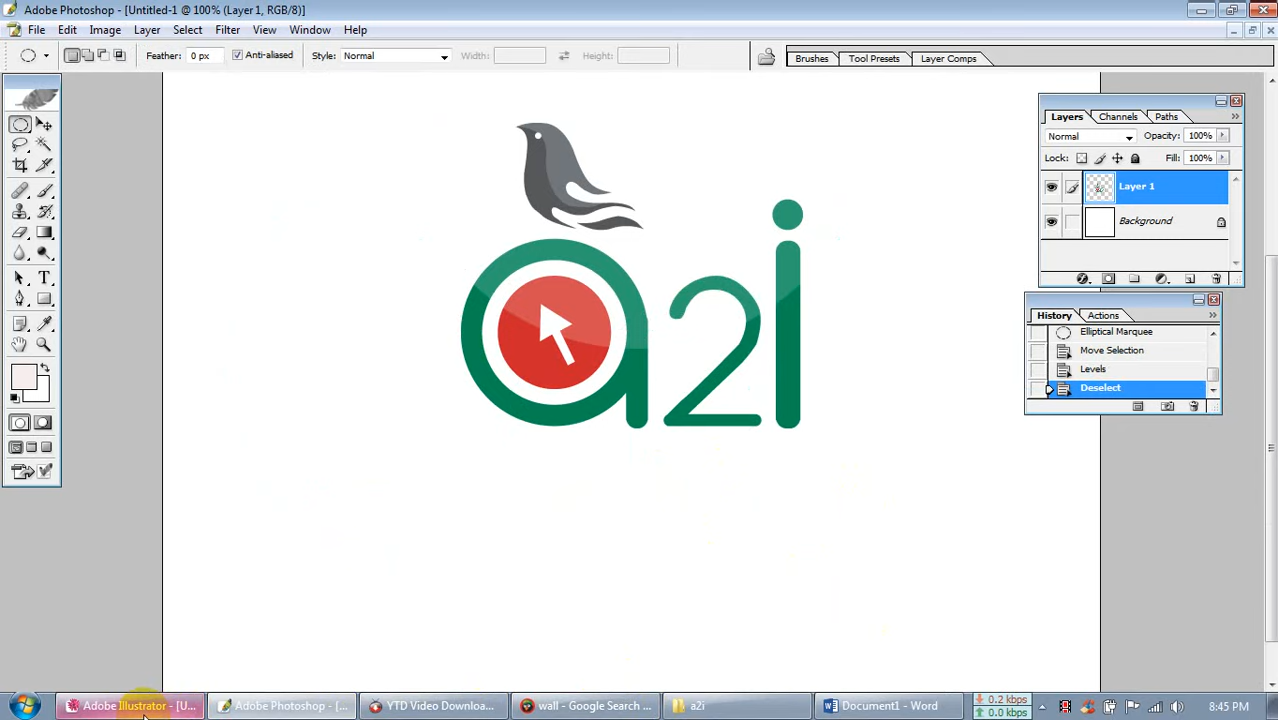 Adobe Photoshop - [Untitled-1 @ 100% (Layer 1, RGB/8)]
File Edit Image Layer Select Filter View Window Help
Feather: 0 px Anti-aliased Style: Normal Width: Height: Brushes Tool Presets Layer Comps
Layers Channels Paths
Normal Opacity: 100%
Lock: Fill: 100%
Layer 1
Background
History Actions
Elliptical Marquee
Move Selection
Levels
Deselect
a2i
T
Adobe Illustrator - [U... Adobe Photoshop - [... YTD Video Downloa... wall - Google Search ... a2i Document1 - Word 0.2 kbps 8:45 PM
0.0 kbps